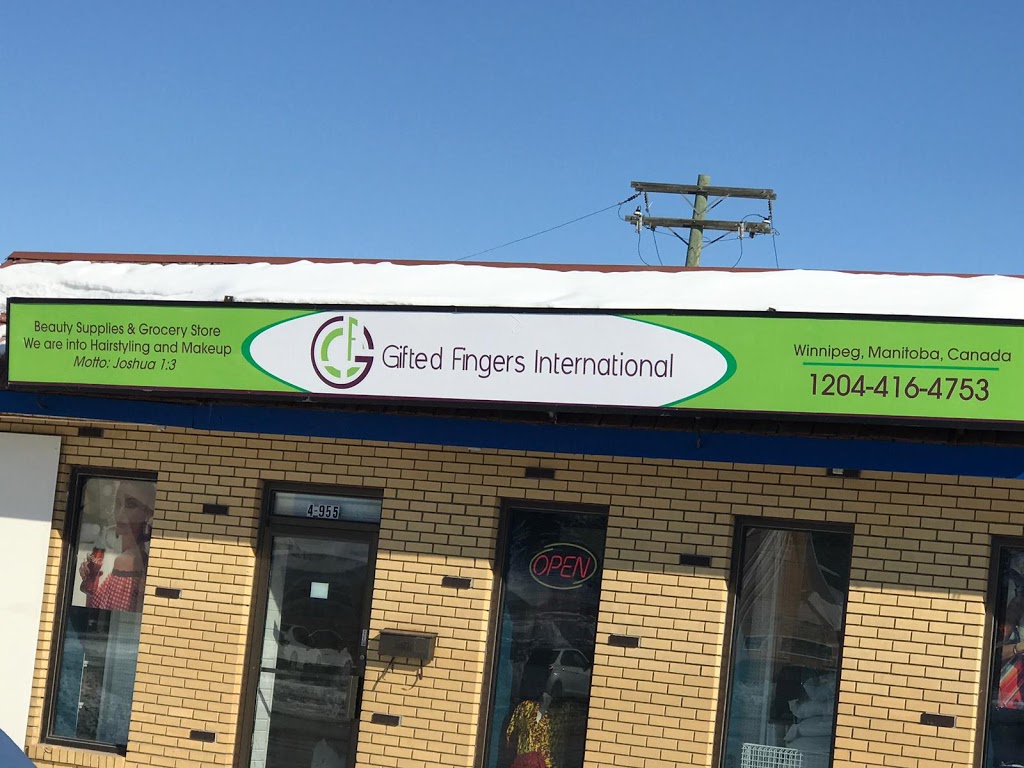 Beauty Supplies & Grocery Store
We are into Hairstyling and Makeup
Motto: Joshua 1:3
GF
Gifted Fingers International
Winnipeg, Manitoba, Canada
1204-416-4753
4-955
OPEN